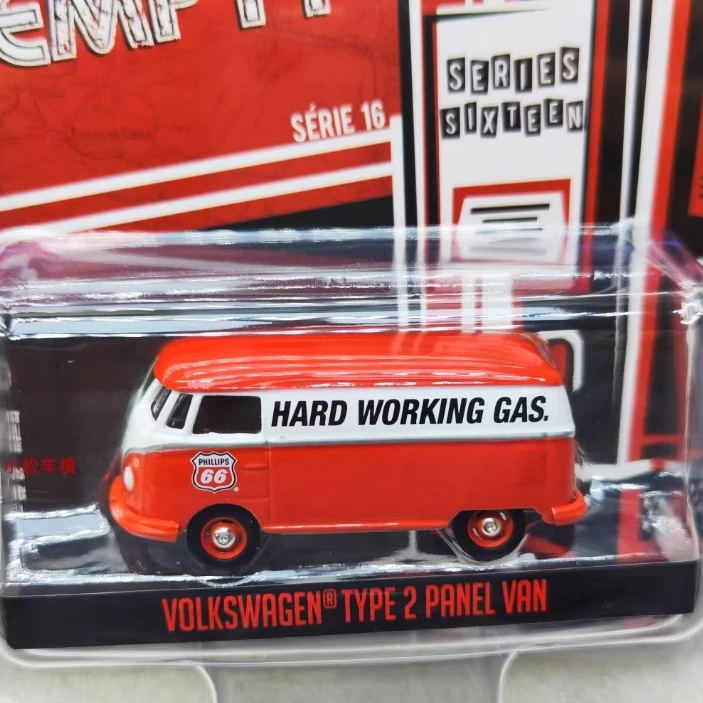 EMPTY
SÉRIE 16
SERIES
SIXTEEN
HARD WORKING GAS.
PHILLIPS
66
小松车模
VOLKSWAGEN® TYPE 2 PANEL VAN